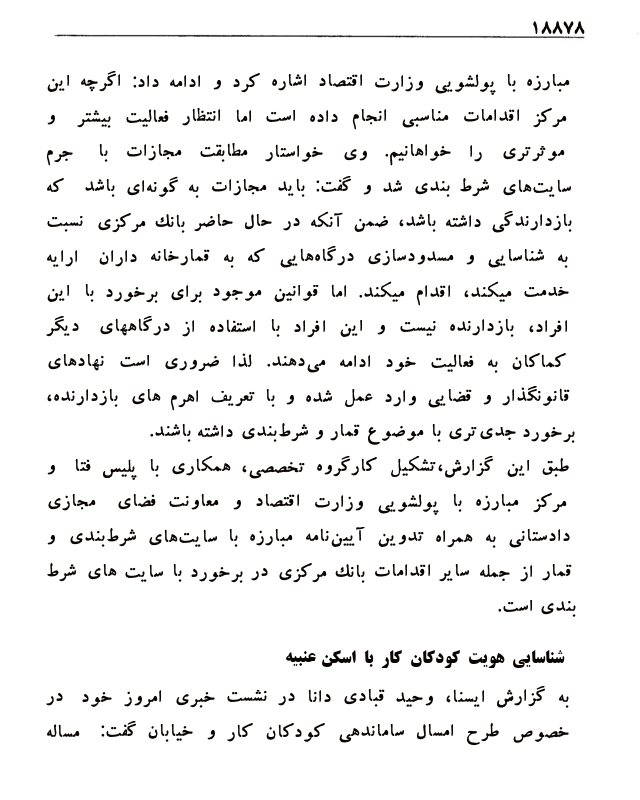 ۱۸۸۷۸
مبارزه با پولشویی وزارت اقتصاد اشاره کرد و ادامه داد: اگرچه این
مرکز اقدامات مناسبی انجام داده است اما انتظار فعالیت بیشتر و
موثرتری را خواهانیم. وی خواستار مطابقت مجازات با جرم
سایت‌های شرط بندی شد و گفت: باید مجازات به گونه‌ای باشد که
بازدارندگی داشته باشد، ضمن آنکه در حال حاضر بانك مرکزی نسبت
به شناسایی و مسدودسازی درگاه‌هایی که به قمارخانه داران ارایه
خدمت میکند، اقدام میکند. اما قوانین موجود برای برخورد با این
افراد، بازدارنده نیست و این افراد با استفاده از درگاههای دیگر
کماکان به فعالیت خود ادامه می‌دهند. لذا ضروری است نهادهای
قانونگذار و قضایی وارد عمل شده و با تعریف اهرم های بازدارنده،
برخورد جدی‌تری با موضوع قمار و شرط‌بندی داشته باشند.
طبق این گزارش،تشکیل کارگروه تخصصی، همکاری با پلیس فتا و
مرکز مبارزه با پولشویی وزارت اقتصاد و معاونت فضای مجازی
دادستانی به همراه تدوین آیین‌نامه مبارزه با سایت‌های شرط‌بندی و
قمار از جمله سایر اقدامات بانك مرکزی در برخورد با سایت های شرط
بندی است.
شناسایی هویت کودکان کار با اسکن عنبیه
به گزارش ایسنا، وحید قبادی دانا در نشست خبری امروز خود در
خصوص طرح امسال ساماندهی کودکان کار و خیابان گفت: مساله